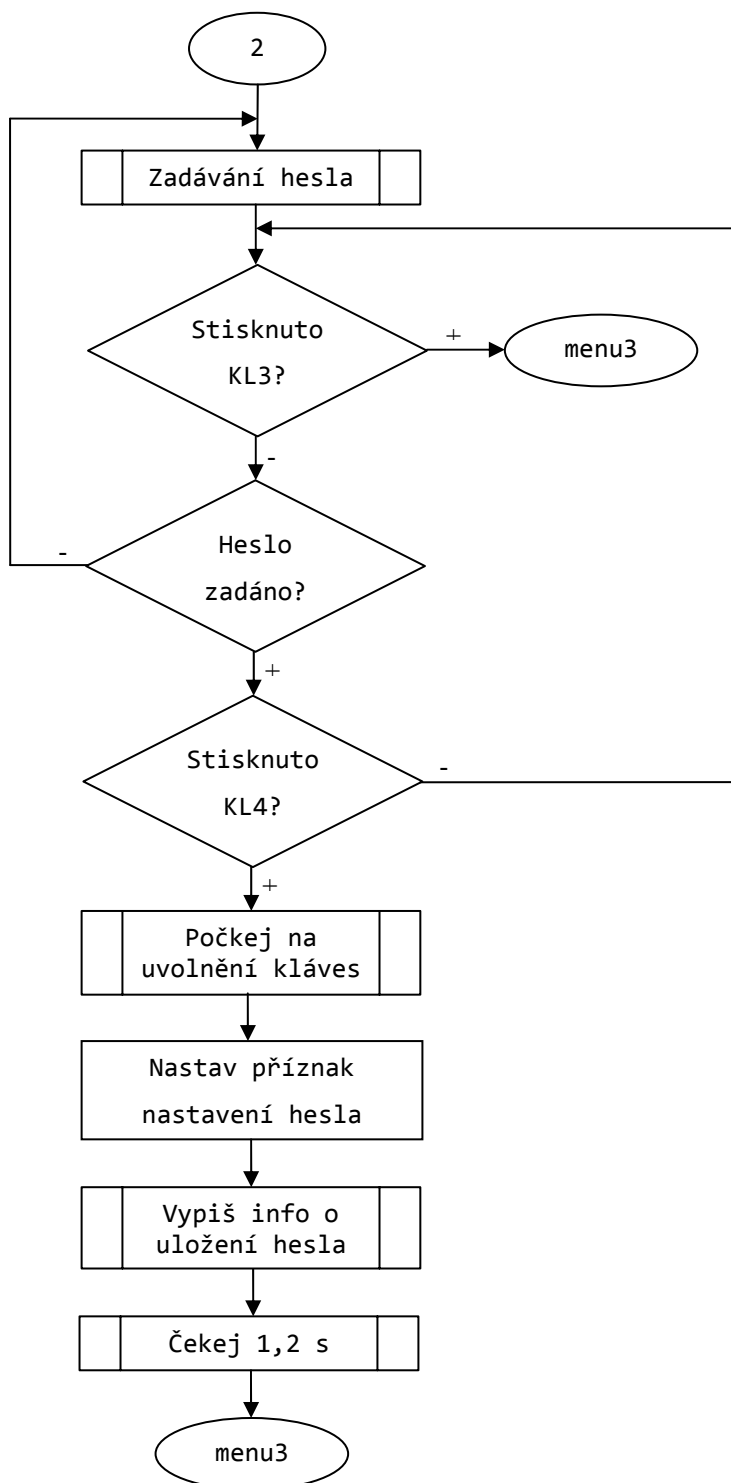 2
Zadávání hesla
Stisknuto
KL3?
+
menu3
-
Heslo
zadáno?
-
+
Stisknuto
KL4?
-
+
Počkej na
uvolnění kláves
Nastav příznak
nastavení hesla
Vypiš info o
uložení hesla
Čekej 1,2 s
menu3